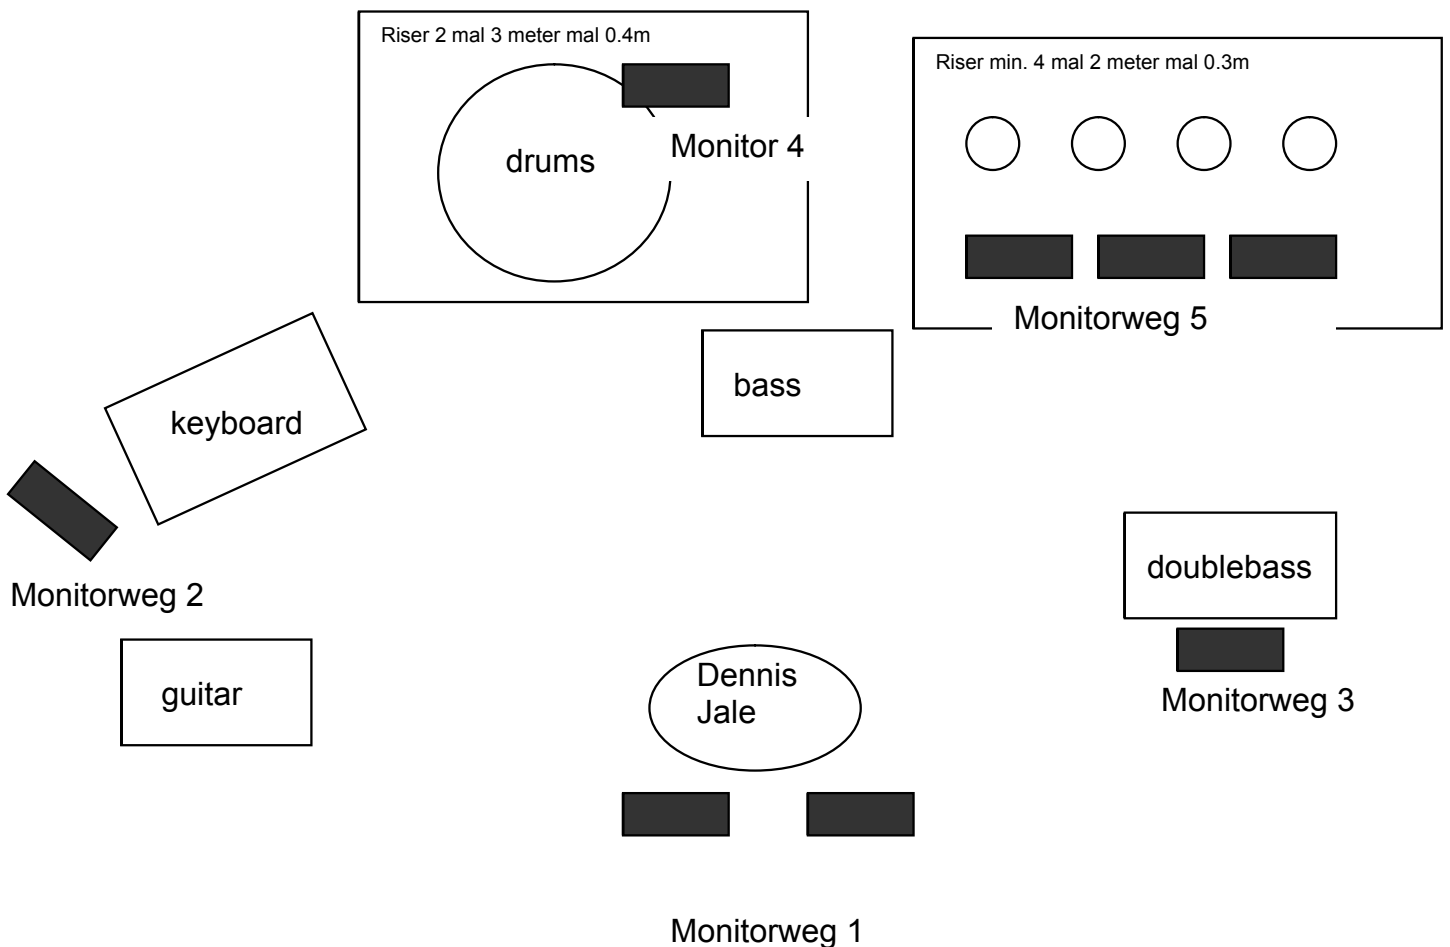 Riser 2 mal 3 meter mal 0.4m
Riser min. 4 mal 2 meter mal 0.3m
drums
Monitor 4
Monitorweg 5
bass
keyboard
doublebass
Monitorweg 2
guitar
Dennis
Jale
Monitorweg 3
Monitorweg 1